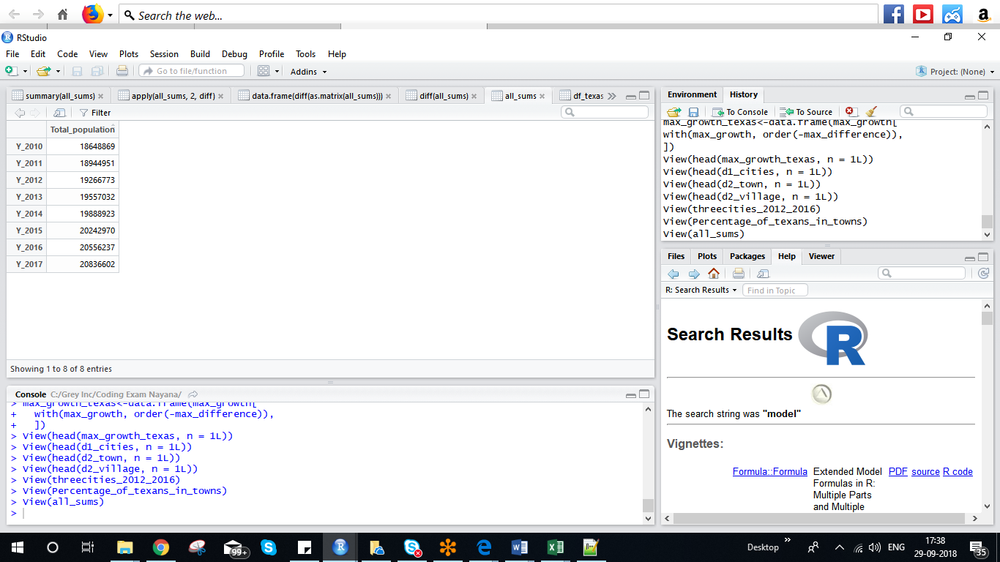 Search the web...
RStudio
File Edit Code View Plots Session Build Debug Profile Tools Help
Go to file/function Addins Project: (None)
summary(all_sums) apply(all_sums, 2, diff) data.frame(diff(as.matrix(all_sums))) diff(all_sums) all_sums df_texas
Filter
Total_population
Y_2010 18648869
Y_2011 18944951
Y_2012 19266773
Y_2013 19557032
Y_2014 19888923
Y_2015 20242970
Y_2016 20556237
Y_2017 20836602
Showing 1 to 8 of 8 entries
Console C:/Grey Inc/Coding Exam Nayana/
> max_growth_texas<-data.frame(max_growth[
+ with(max_growth, order(-max_difference)),
+ ])
> View(head(max_growth_texas, n = 1L))
> View(head(d1_cities, n = 1L))
> View(head(d2_town, n = 1L))
> View(head(d2_village, n = 1L))
> View(threecities_2012_2016)
> View(Percentage_of_texans_in_towns)
> View(all_sums)
>
Environment History
To Console To Source
max_growth_texas<-data.frame(max_growth[
with(max_growth, order(-max_difference)),
])
View(head(max_growth_texas, n = 1L))
View(head(d1_cities, n = 1L))
View(head(d2_town, n = 1L))
View(head(d2_village, n = 1L))
View(threecities_2012_2016)
View(Percentage_of_texans_in_towns)
View(all_sums)
Files Plots Packages Help Viewer
R: Search Results Find in Topic
Search Results R
The search string was "model"
Vignettes:
Formula::Formula Extended Model PDF source R code
Formulas in R:
Multiple Parts
and Multiple
99+ Desktop ENG 17:38
29-09-2018 35